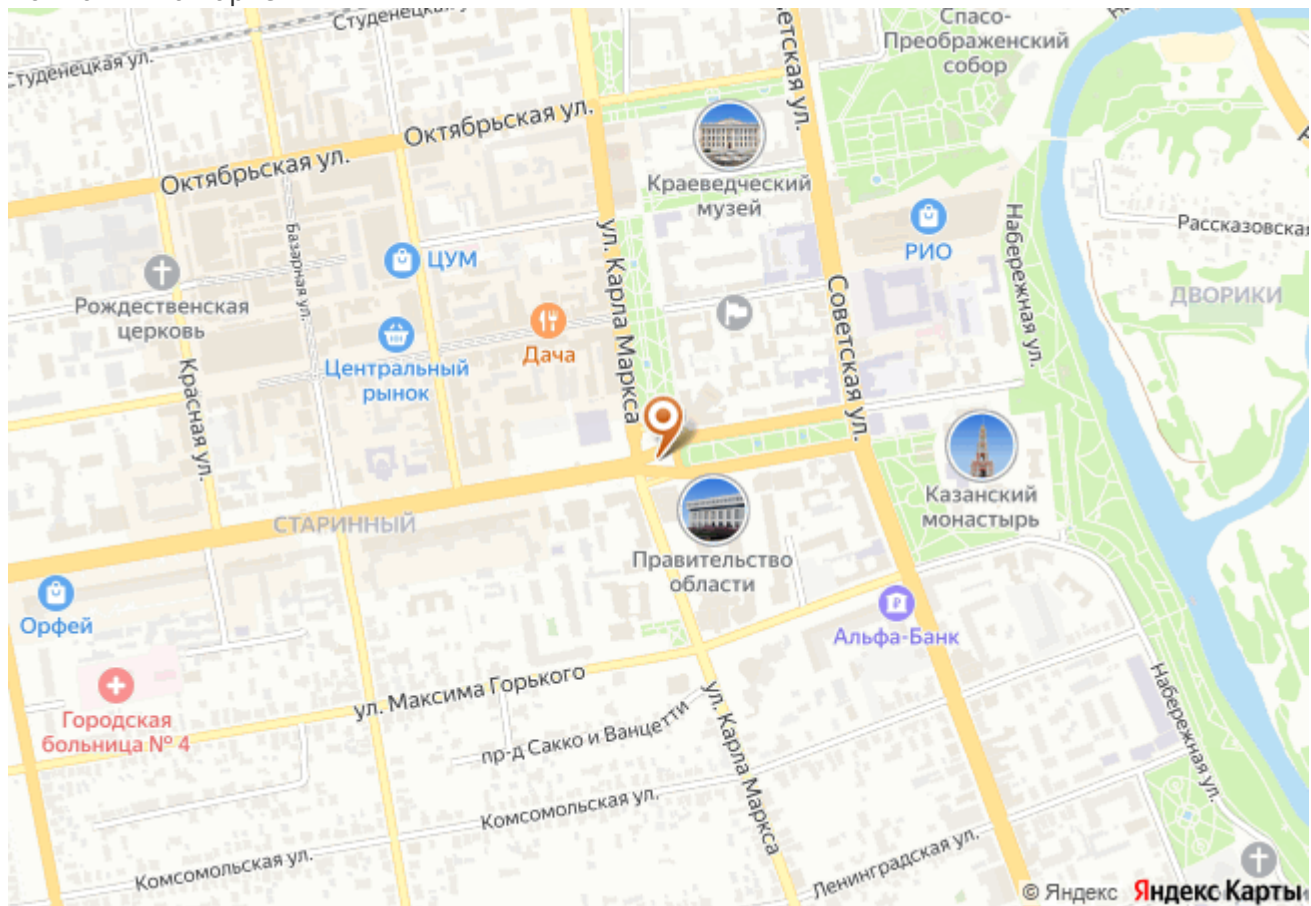 Студенецкая ул.
Студенецкая ул.
Спасо-
Преображенский
собор
Октябрьская ул.
Октябрьская ул.
Советская ул.
Краеведческий
музей
Базарная ул.
ЦУМ
ул. Карла Маркса
РИО
Набережная ул.
Рассказовская
ДВОРИКИ
Рождественская
церковь
Центральный
рынок
Дача
Советская ул.
Красная ул.
Казанский
монастырь
СТАРИННЫЙ
Правительство
области
Орфей
Альфа-Банк
ул. Максима Горького
Городская
больница № 4
пр-д Сакко и Ванцетти
ул. Карла Маркса
Набережная ул.
Комсомольская ул.
Комсомольская ул.
Ленинградская ул.
© Яндекс Яндекс Карты